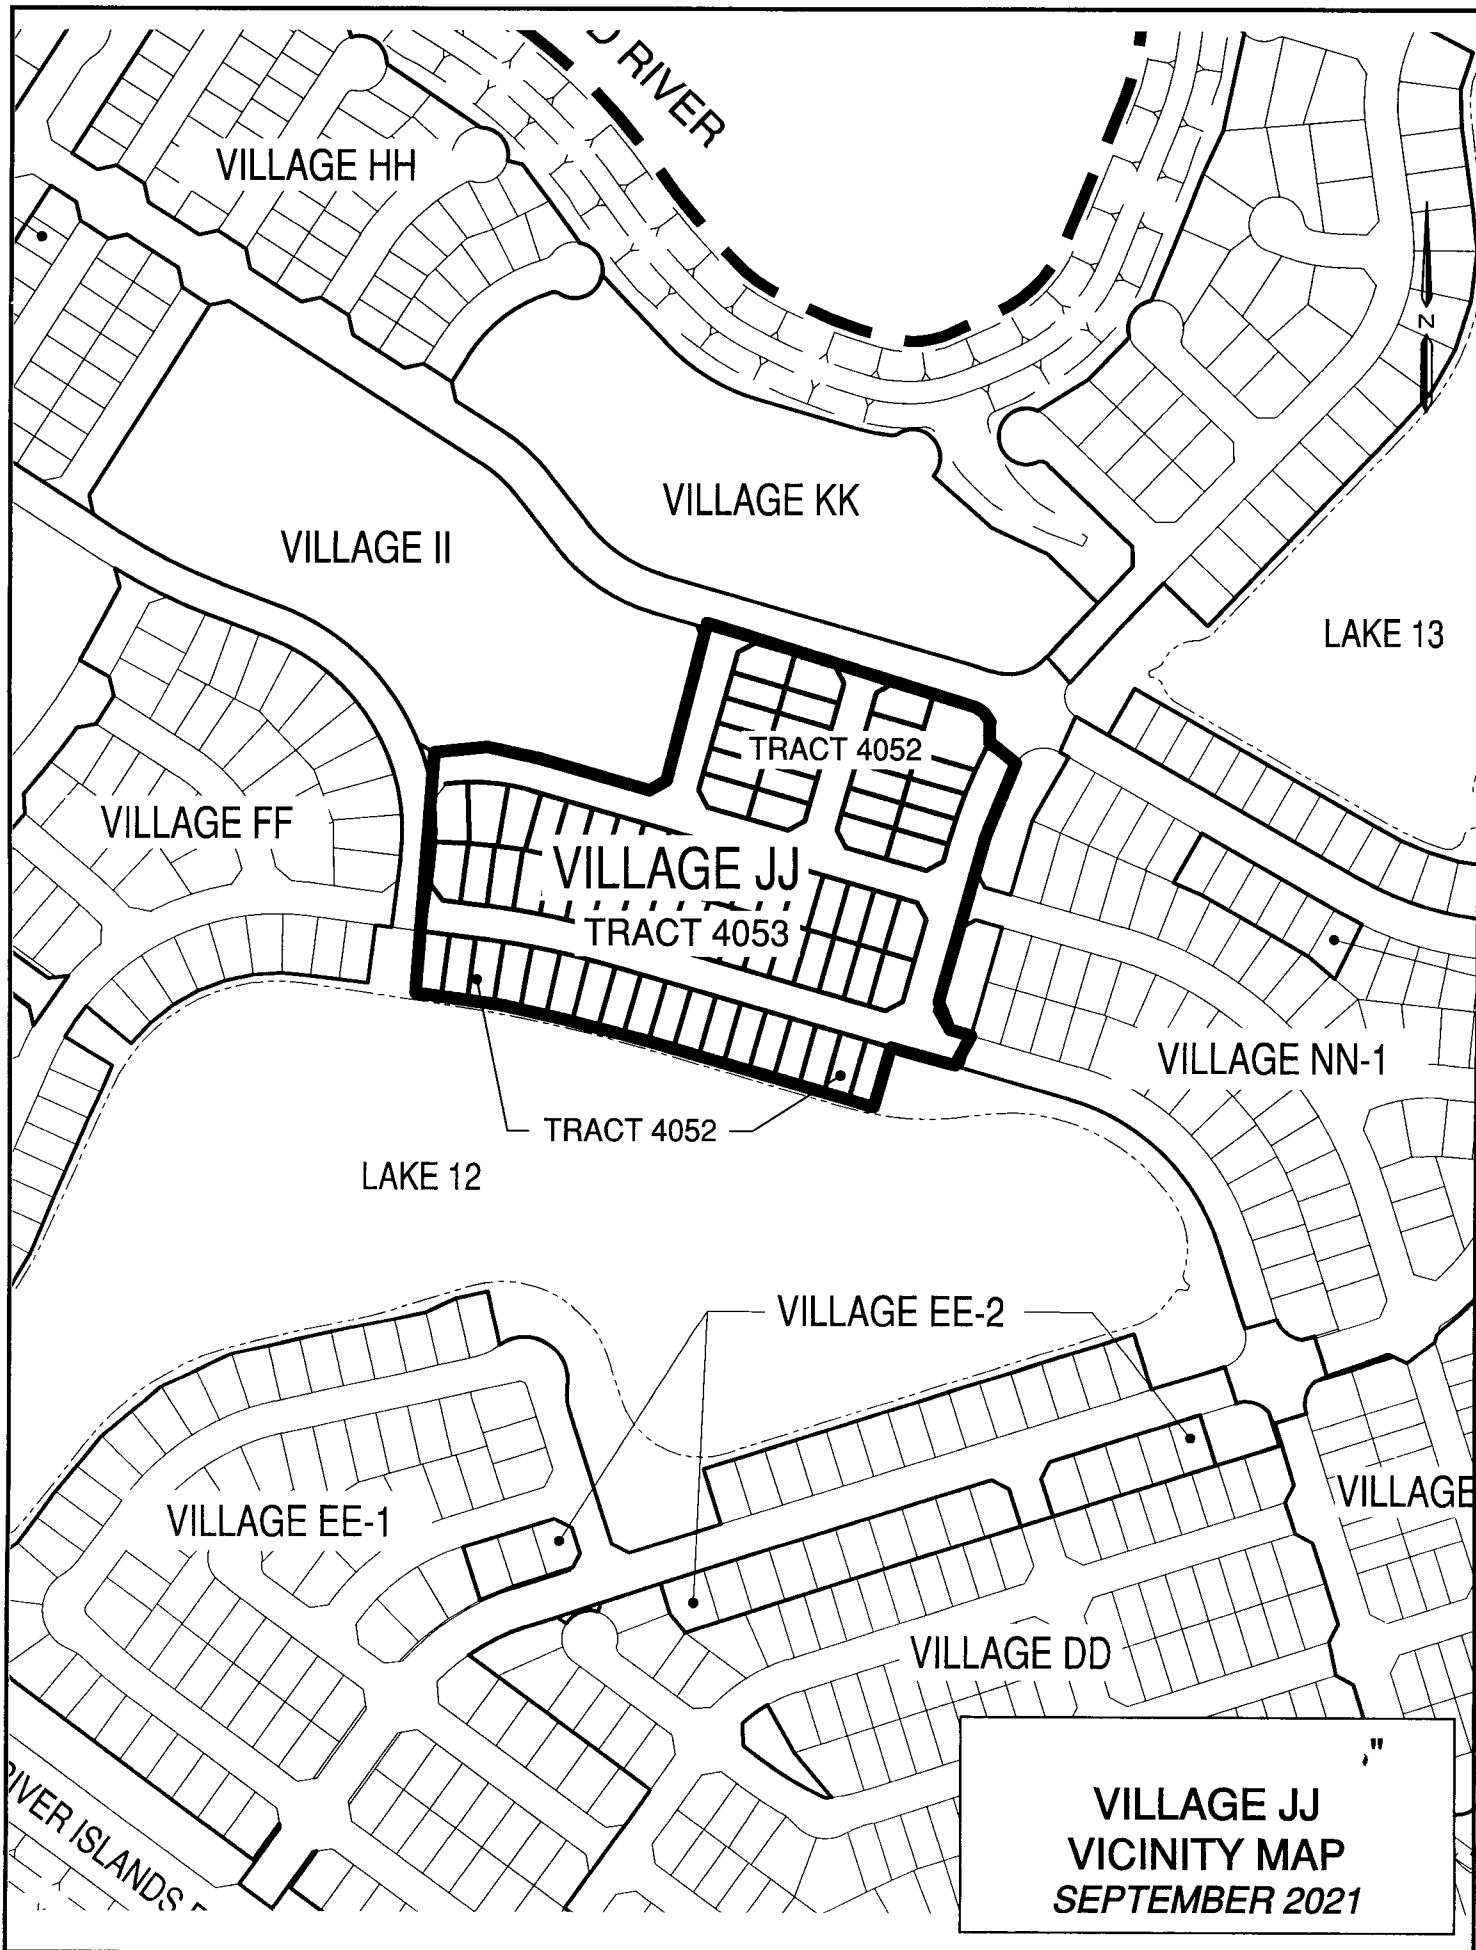 RIVER
VILLAGE HH
N
VILLAGE KK
VILLAGE II
LAKE 13
TRACT 4052
VILLAGE FF
VILLAGE JJ
TRACT 4053
VILLAGE NN-1
TRACT 4052
LAKE 12
VILLAGE EE-2
VILLAGE
VILLAGE EE-1
VILLAGE DD
RIVER ISLANDS
VILLAGE JJ
VICINITY MAP
SEPTEMBER 2021